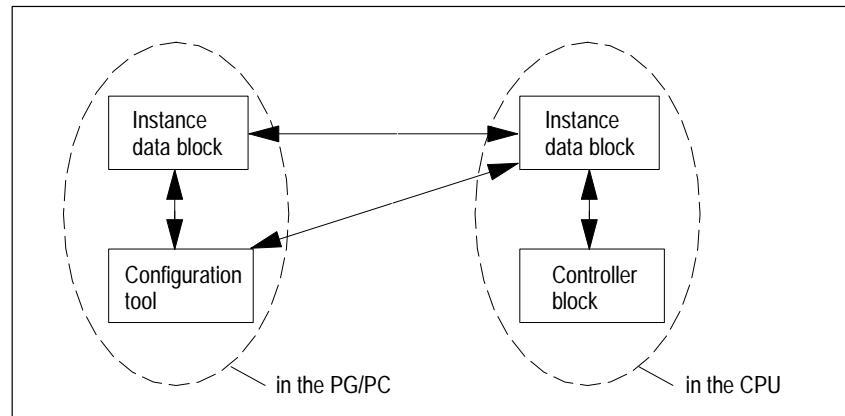 Instance
data block
Instance
data block
Configuration
tool
Controller
block
in the PG/PC
in the CPU